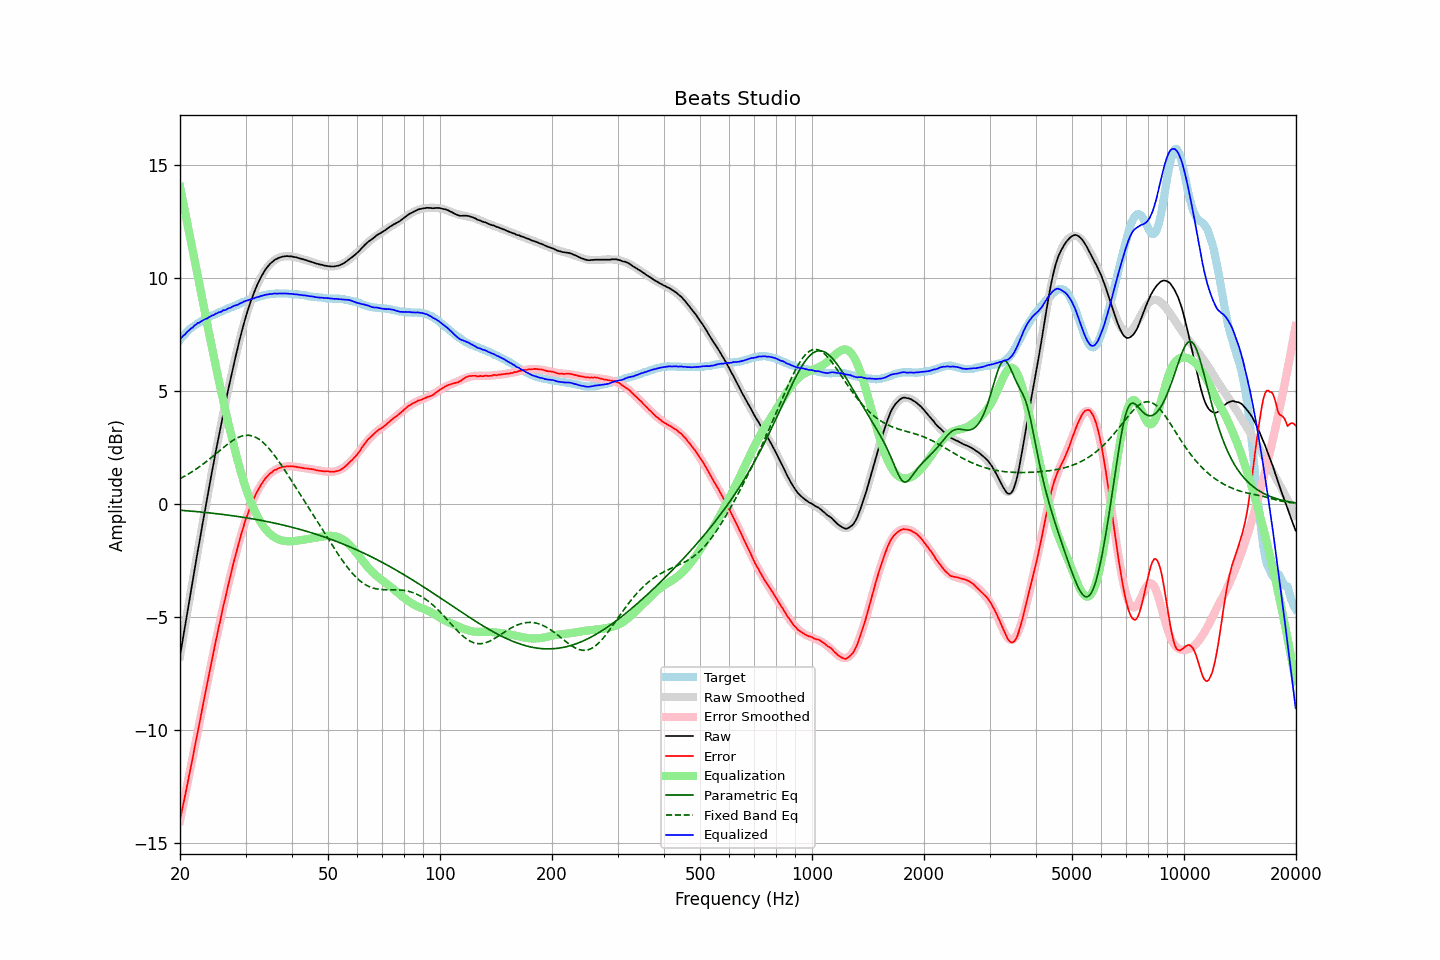 Beats Studio
Amplitude (dBr)
15
10
5
0
−5
−10
−15
Target
Raw Smoothed
Error Smoothed
Raw
Error
Equalization
Parametric Eq
Fixed Band Eq
Equalized
20 50 100 200 500 1000 2000 5000 10000 20000
Frequency (Hz)